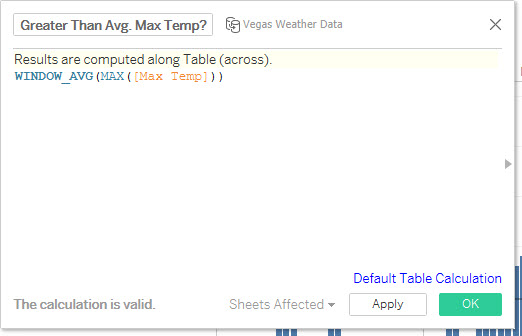 Greater Than Avg. Max Temp?
Vegas Weather Data
Results are computed along Table (across).
WINDOW_AVG(MAX([Max Temp]))
Default Table Calculation
The calculation is valid.
Sheets Affected
Apply
OK